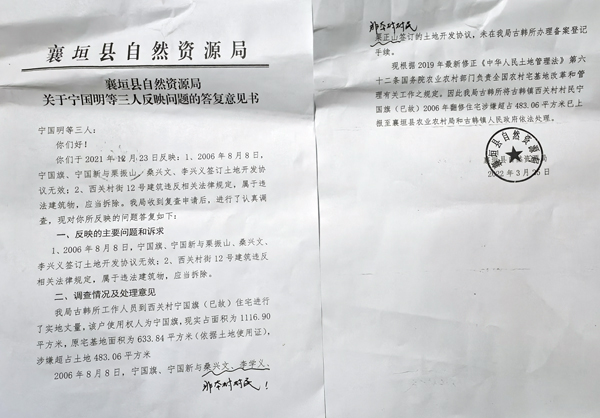 襄垣县自然资源局
襄垣县自然资源局
关于宁国明等三人反映问题的答复意见书
宁国明等三人：
你们好！
你们于2021年12月23日反映：1、2006年8月8日，
宁国旗、宁国新与栗振山、桑兴文、李兴义签订土地开发协
议无效；2、西关村街12号建筑违反相关法律规定，属于违
法建筑物，应当拆除。我局收到复查申请后，进行了认真调
查，现对你所反映的问题答复如下：
一、反映的主要问题和诉求
1、2006年8月8日，宁国旗、宁国新与栗振山、桑兴文、
李兴义签订土地开发协议无效；2、西关村街12号建筑违反
相关法律规定，属于违法建筑物，应当拆除。
二、调查情况及处理意见
我局古韩所工作人员到西关村宁国旗（已故）住宅进行
了实地丈量，该户使用权人为宁国旗，现实占面积为1116.90
平方米，原宅基地面积为633.84平方米（依据土地使用证），
涉嫌超占土地483.06平方米
2006年8月8日，宁国旗、宁国新与桑兴文、李学义、
那个村村民！
那个村村民
栗正山签订的土地开发协议，未在我局古韩所办理备案登记
手续。
现根据2019年最新修正《中华人民土地管理法》第六
十二条国务院农业农村部门负责全国农村宅基地改革和管
理有关工作之规定。因此我局古韩所将古韩镇西关村村民宁
国旗（已故）2006年翻修住宅涉嫌超占483.06平方米已上
报至襄垣县农业农村局和古韩镇人民政府依法处理。
襄垣县自然资源局
2022年3月25日